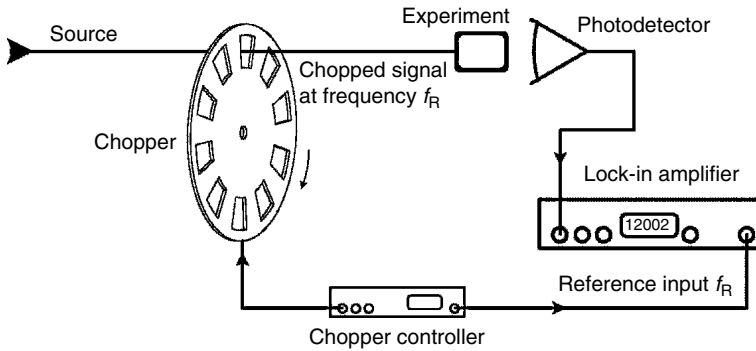 Source
Experiment
Photodetector
Chopped signal
at frequency fR
Chopper
Lock-in amplifier
12002
Reference input fR
Chopper controller